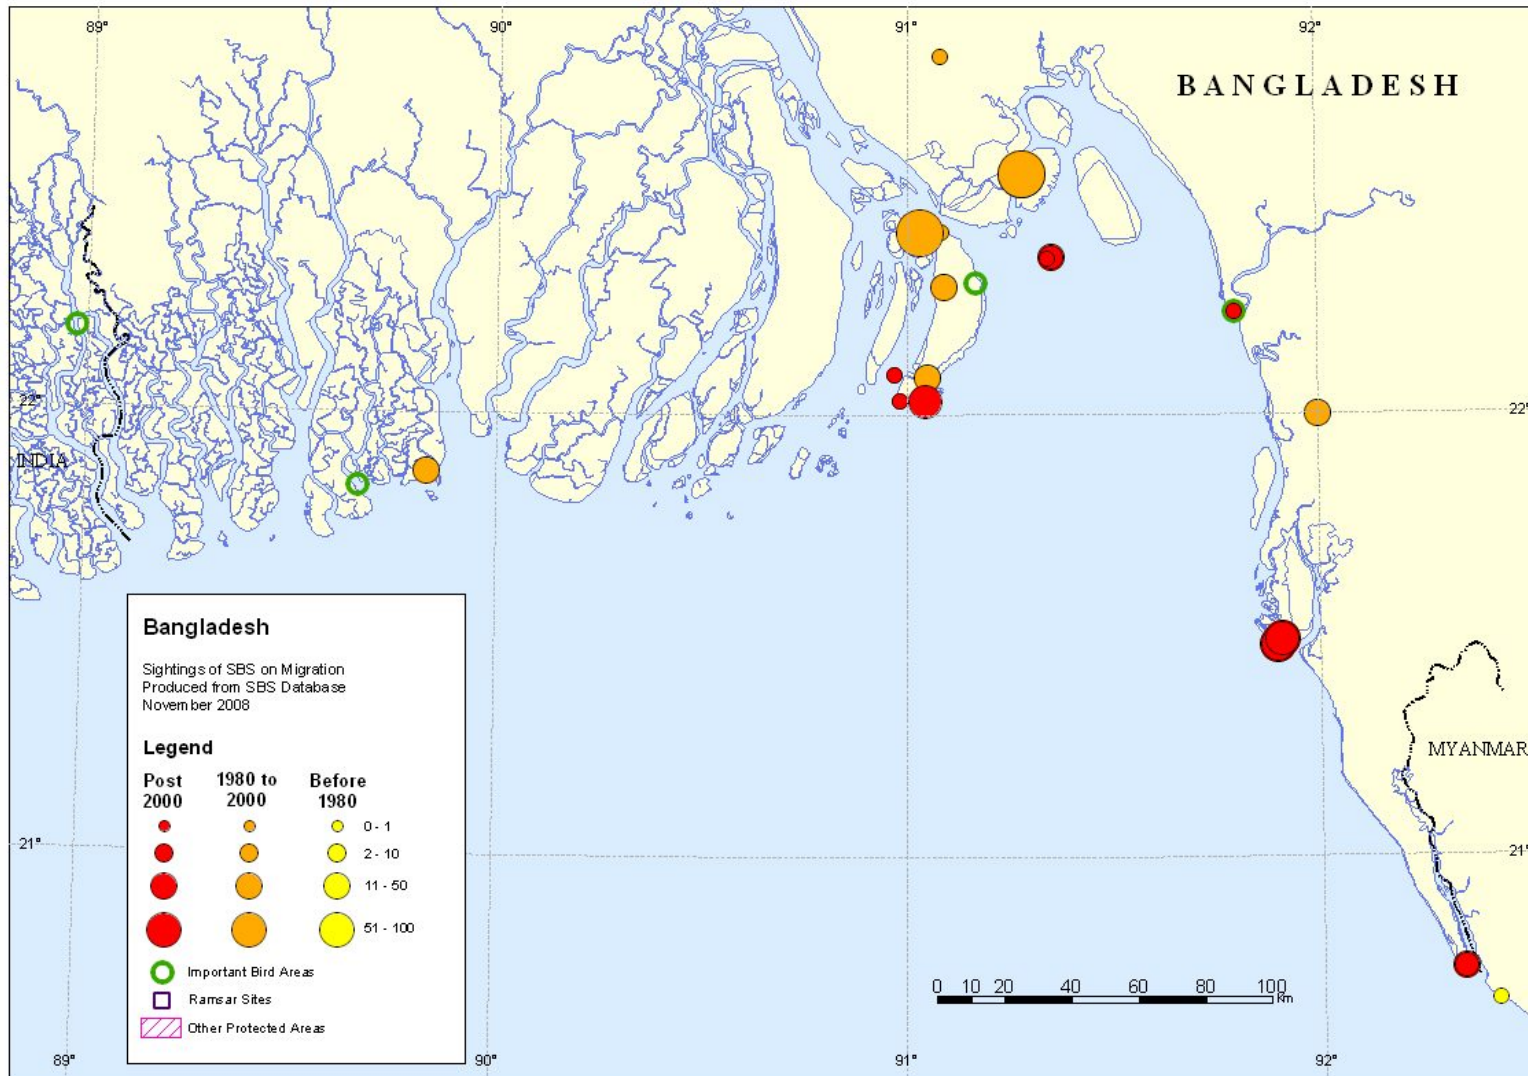 89°
90°
91°
92°
BANGLADESH
22°
22°
INDIA
Bangladesh
Sightings of SBS on Migration
Produced from SBS Database
November 2008
Legend
Post 2000
1980 to 2000
Before 1980
0 - 1
2 - 10
11 - 50
51 - 100
Important Bird Areas
Ramsar Sites
Other Protected Areas
MYANMAR
21°
21°
0 10 20 40 60 80 100
Km
89°
90°
91°
92°